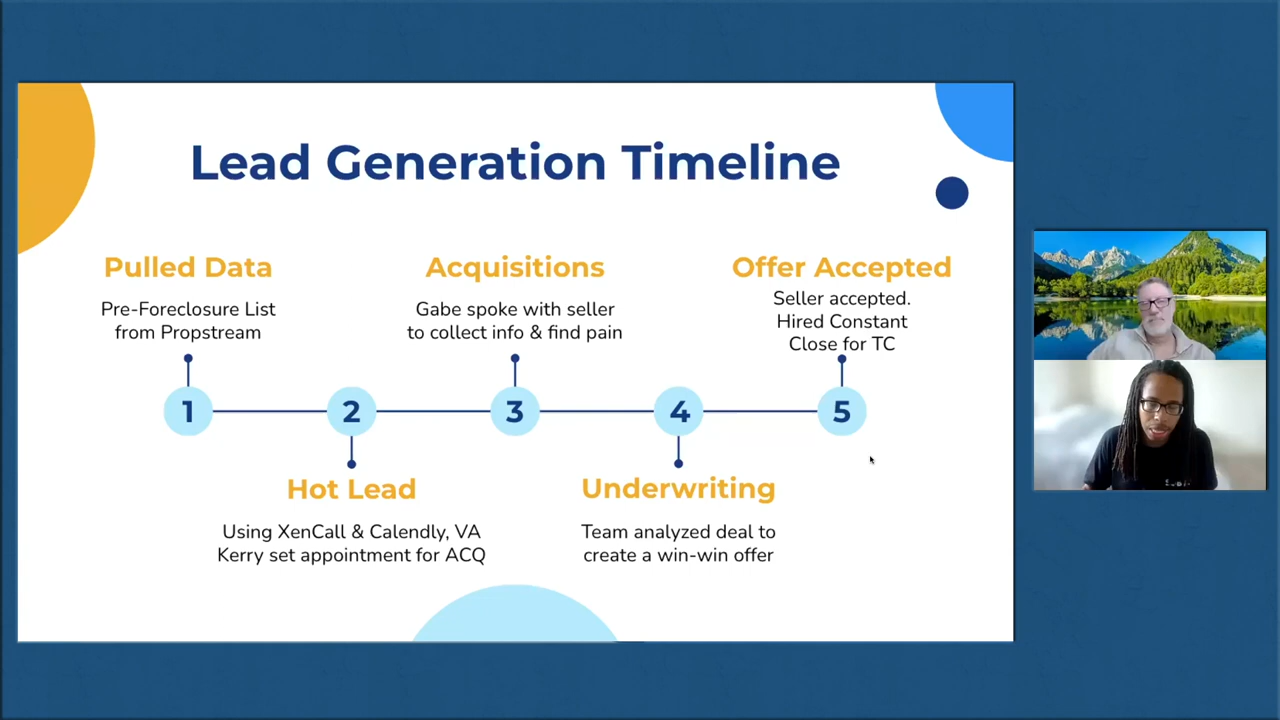 Lead Generation Timeline
Pulled Data
Pre-Foreclosure List
from Propstream
Acquisitions
Gabe spoke with seller
to collect info & find pain
Offer Accepted
Seller accepted.
Hired Constant
Close for TC
1
2
3
4
5
Hot Lead
Using XenCall & Calendly, VA
Kerry set appointment for ACQ
Underwriting
Team analyzed deal to
create a win-win offer